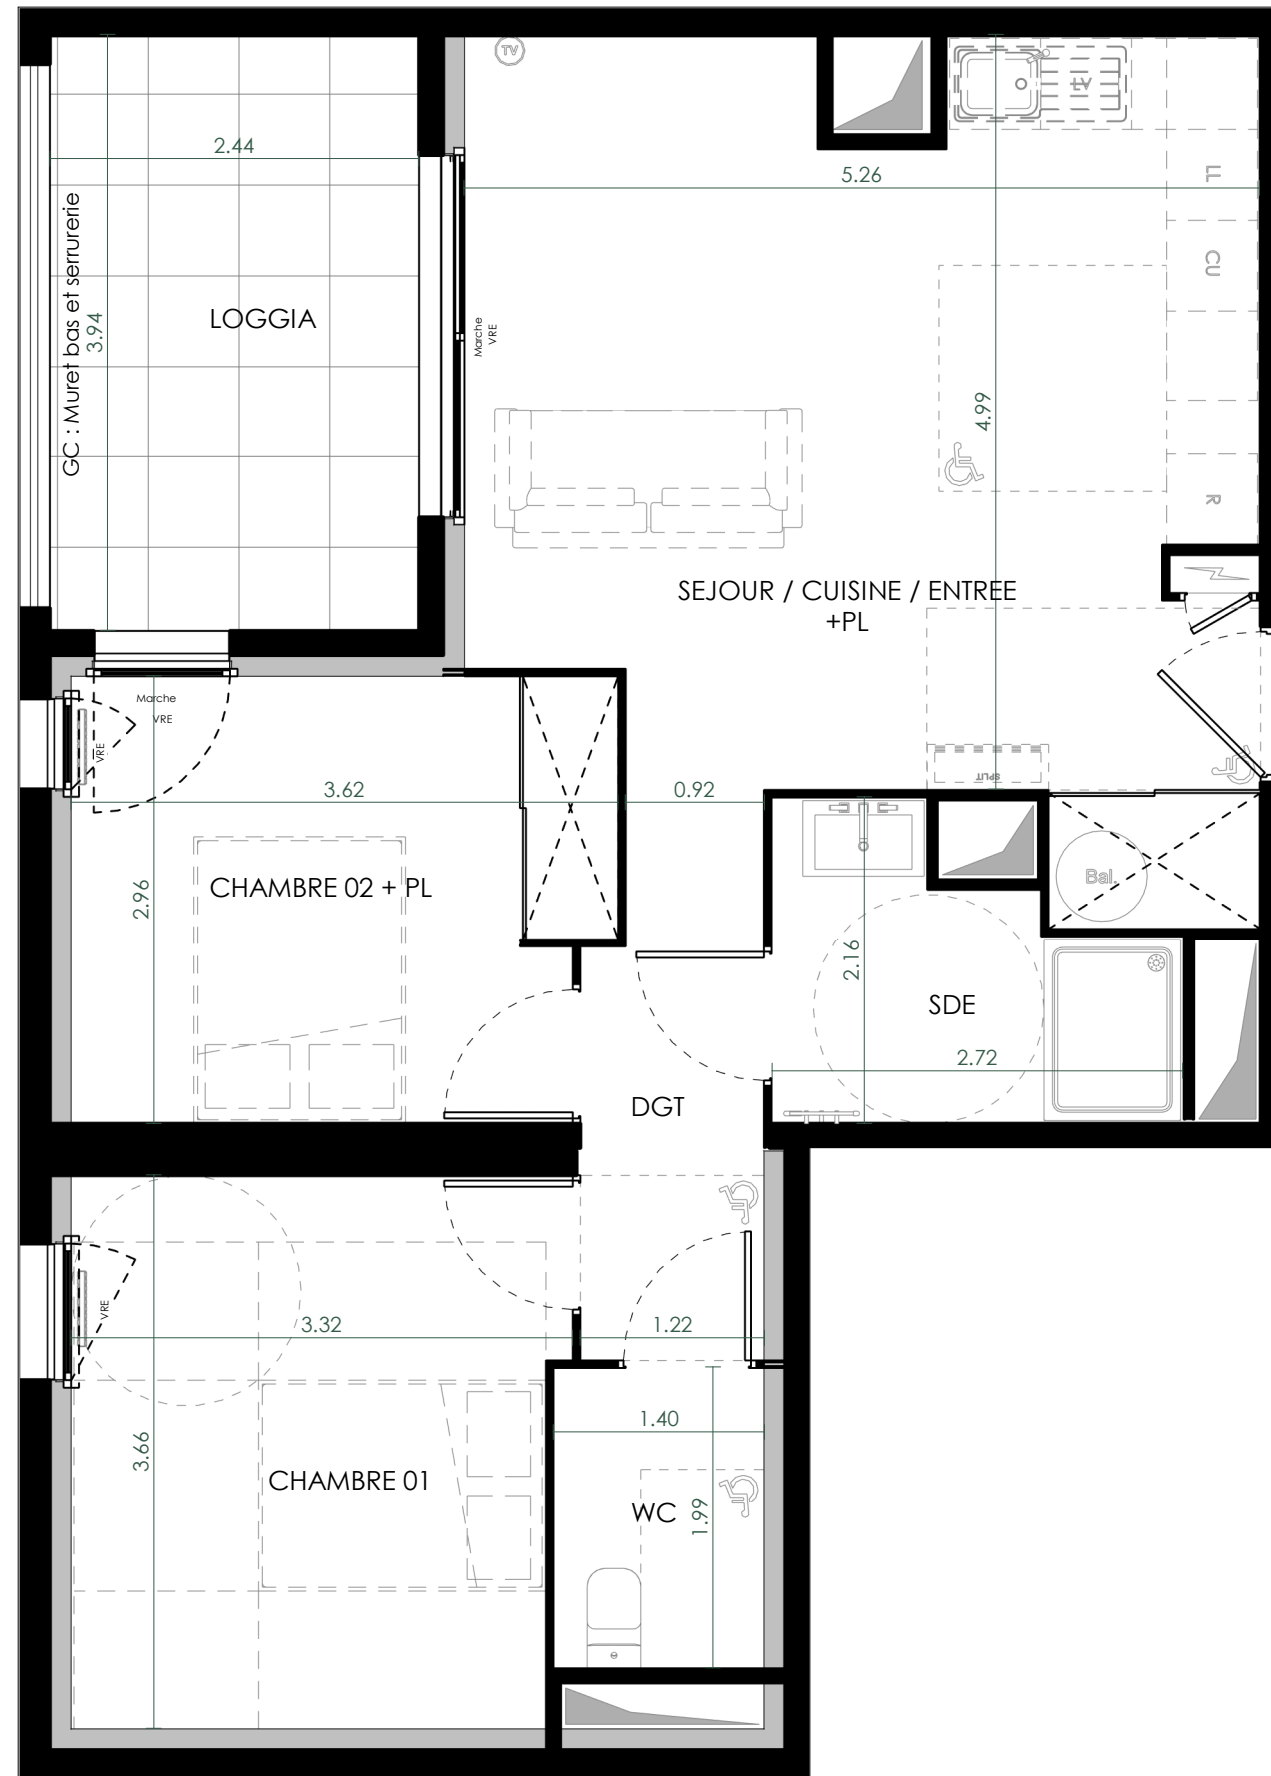 TV
LV
2.44
5.26
LL
CU
GC : Muret bas et serrurerie
3.94
LOGGIA
Marche
VRE
4.99
R
SEJOUR / CUISINE / ENTREE
+PL
Marche
VRE
VRE
SPLIT
3.62
0.92
Bal.
CHAMBRE 02 + PL
2.96
2.16
SDE
2.72
DGT
VRE
3.32
1.22
1.40
3.66
CHAMBRE 01
WC
1.99